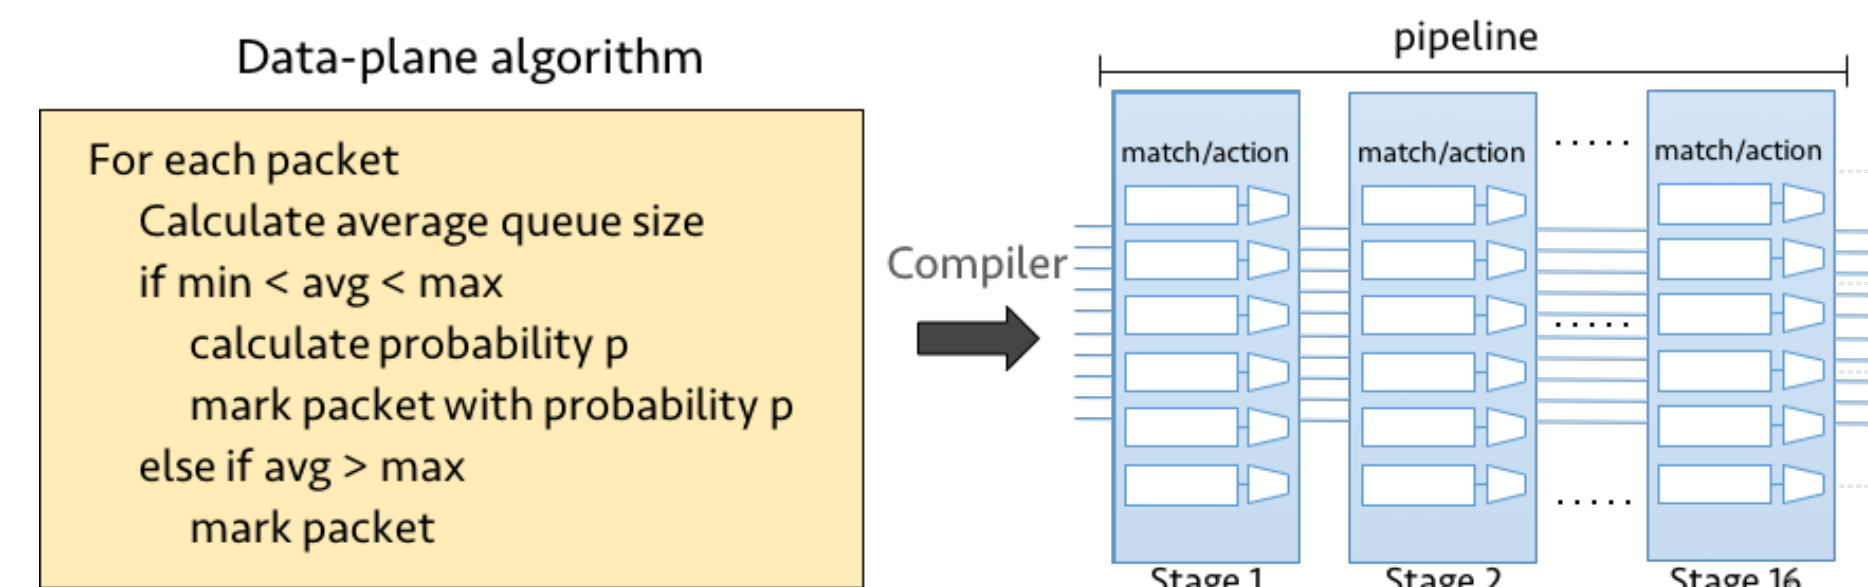 Data-plane algorithm
For each packet
Calculate average queue size
if min < avg < max
calculate probability p
mark packet with probability p
else if avg > max
mark packet
Compiler
pipeline
match/action
match/action
.....
match/action
.....
.....
Stage 1
Stage 2
Stage 16